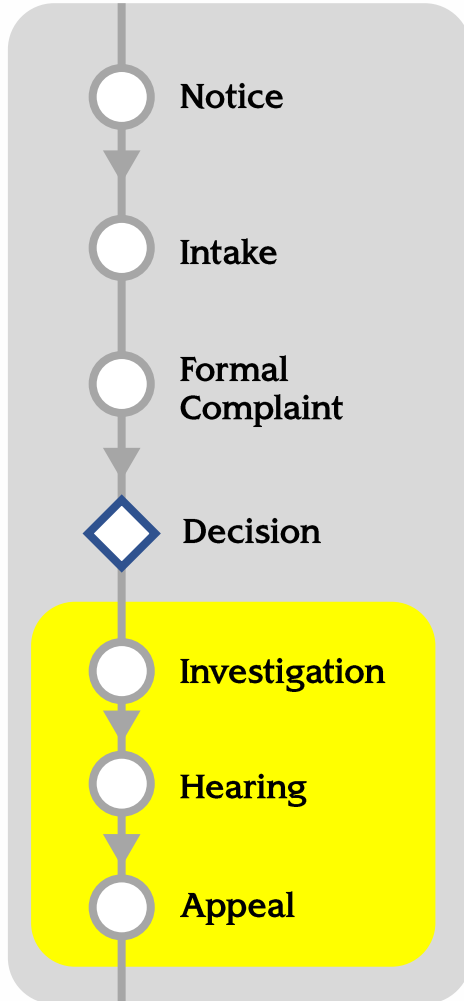 Notice
Intake
Formal
Complaint
Decision
Investigation
Hearing
Appeal